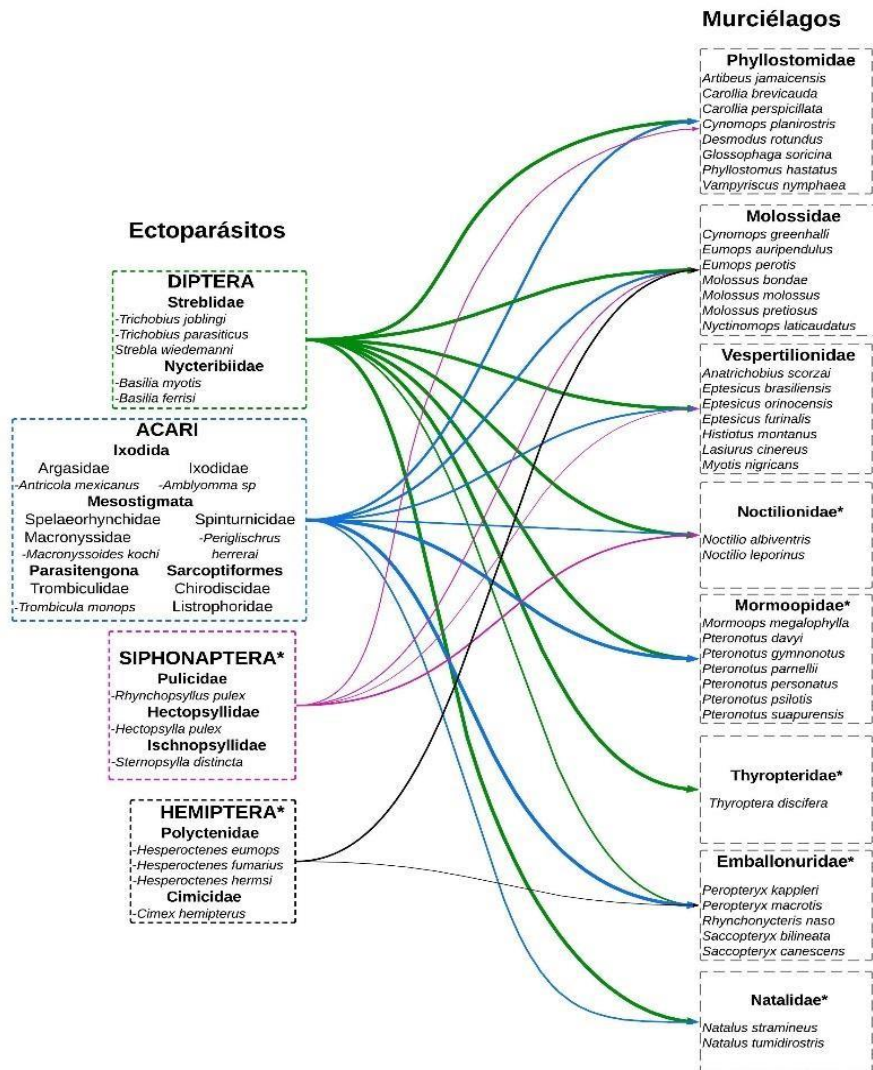 Murciélagos
Phyllostomidae
Artibeus jamaicensis
Carollia brevicauda
Carollia perspicillata
Cynomops planirostris
Desmodus rotundus
Glossophaga soricina
Phyllostomus hastatus
Vampyriscus nymphaea
Molossidae
Cynomops greenhalli
Eumops auripendulus
Eumops perotis
Molossus bondae
Molossus molossus
Molossus pretiosus
Nyctinomops laticaudatus
Vespertilionidae
Anatrichobius scorzai
Eptesicus brasiliensis
Eptesicus orinocensis
Eptesicus furinalis
Histiotus montanus
Lasiurus cinereus
Myotis nigricans
Noctilionidae*
Noctilio albiventris
Noctilio leporinus
Mormoopidae*
Mormoops megalophylla
Pteronotus davyi
Pteronotus gymnonotus
Pteronotus parnellii
Pteronotus personatus
Pteronotus psilotis
Pteronotus suapurensis
Thyropteridae*
Thyroptera discifera
Emballonuridae*
Peropteryx kappleri
Peropteryx macrotis
Rhynchonycteris naso
Saccopteryx bilineata
Saccopteryx canescens
Natalidae*
Natalus stramineus
Natalus tumidirostris
Ectoparásitos
DIPTERA
Streblidae
-Trichobius joblingi
-Trichobius parasiticus
Strebla wiedemanni
Nycteribiidae
-Basilia myotis
-Basilia ferrisi
ACARI
Ixodida
Argasidae Ixodidae
-Antricola mexicanus -Amblyomma sp
Mesostigmata
Spelaeorhynchidae Spinturnicidae
Macronyssidae -Periglischrus
-Macronyssoides kochi herrerai
Parasitengona Sarcoptiformes
Trombiculidae Chirodiscidae
-Trombicula monops Listrophoridae
SIPHONAPTERA*
Pulicidae
-Rhynchopsyllus pulex
Hectopsyllidae
-Hectopsylla pulex
Ischnopsyllidae
-Sternopsylla distincta
HEMIPTERA*
Polyctenidae
-Hesperoctenes eumops
-Hesperoctenes fumarius
-Hesperoctenes hermsi
Cimicidae
-Cimex hemipterus